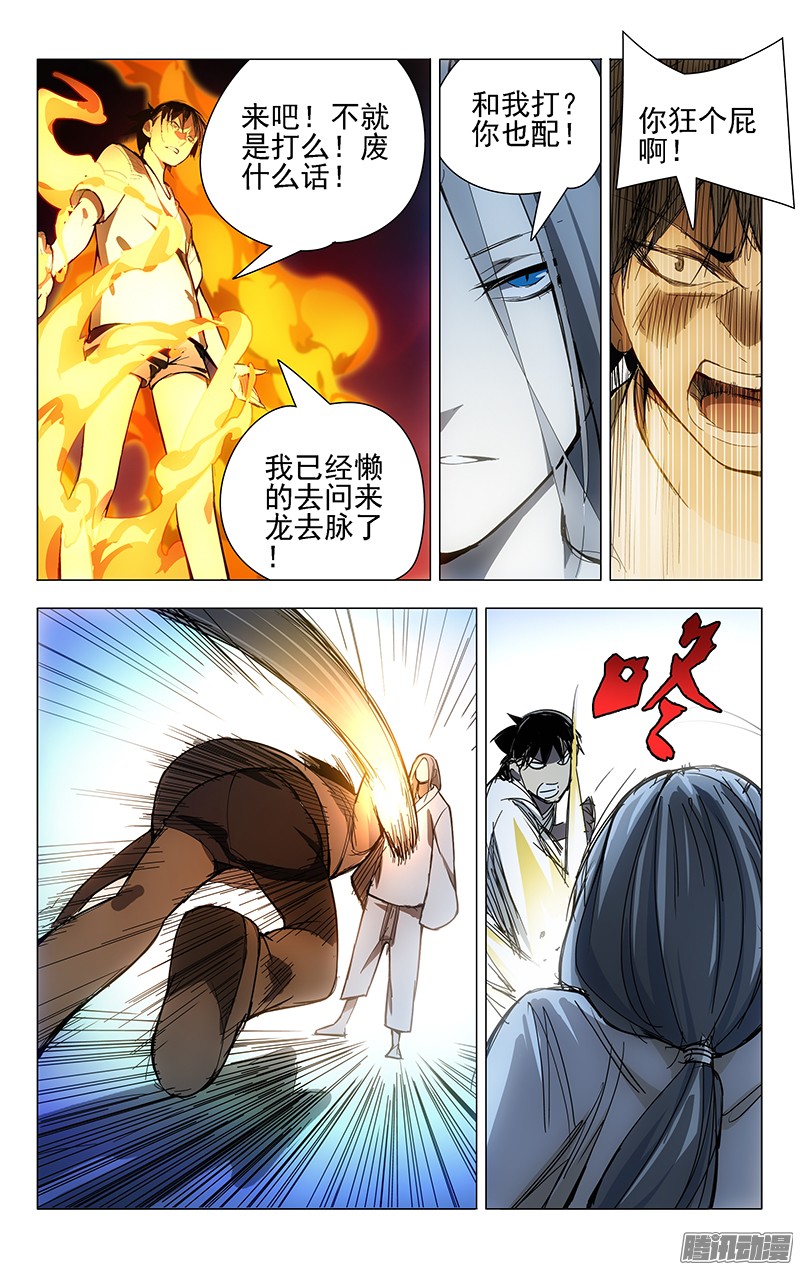 来吧！不就
是打么！废
什么话！
我已经懒
的去问来
龙去脉了
！
和我打？
你也配！
你狂个屁
啊！
咚
腾讯动漫